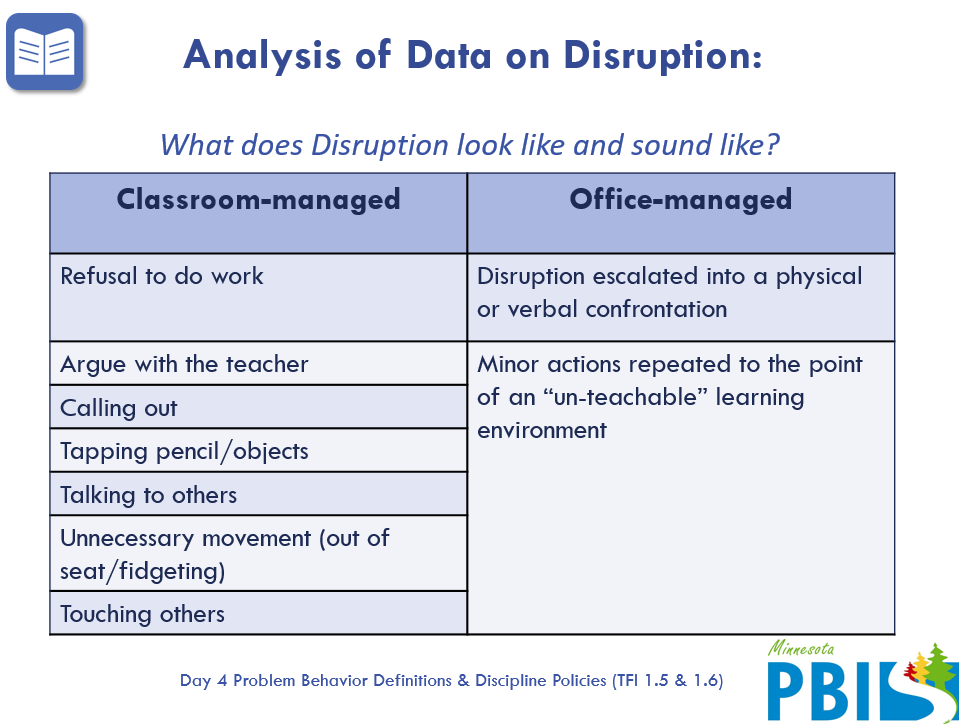 Analysis of Data on Disruption:
What does Disruption look like and sound like?
Classroom-managed
Office-managed
Refusal to do work
Disruption escalated into a physical
or verbal confrontation
Argue with the teacher
Minor actions repeated to the point
of an “un-teachable” learning
environment
Calling out
Tapping pencil/objects
Talking to others
Unnecessary movement (out of
seat/fidgeting)
Touching others
Day 4 Problem Behavior Definitions & Discipline Policies (TFI 1.5 & 1.6)
Minnesota
PBIS